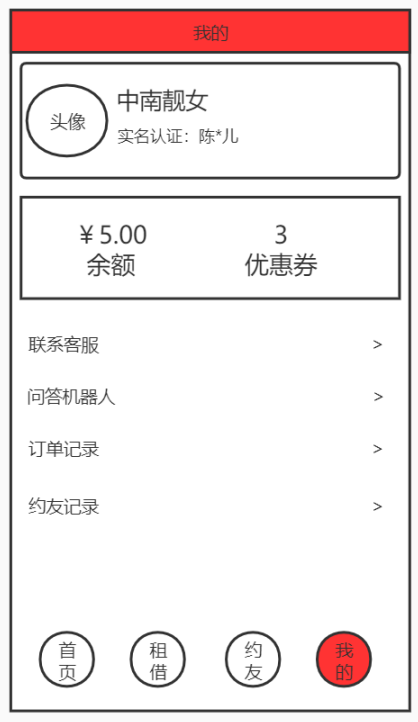 我的
头像
中南靓女
实名认证：陈*儿
￥5.00
余额
3
优惠券
联系客服 >
问答机器人 >
订单记录 >
约友记录 >
首页
租借
约友
我的